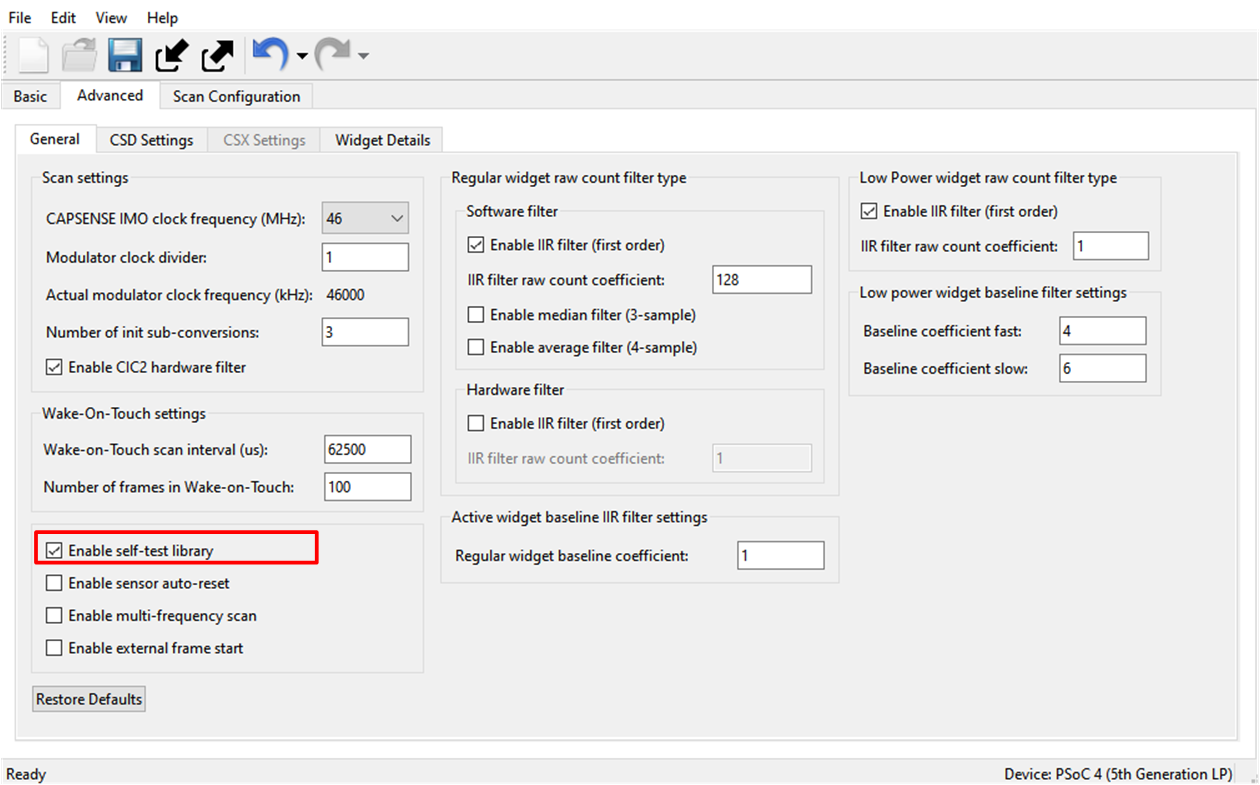 File Edit View Help
Basic Advanced Scan Configuration
General CSD Settings CSX Settings Widget Details
Scan settings
CAPSENSE IMO clock frequency (MHz): 46
Modulator clock divider: 1
Actual modulator clock frequency (kHz): 46000
Number of init sub-conversions: 3
Enable CIC2 hardware filter
Wake-On-Touch settings
Wake-on-Touch scan interval (us): 62500
Number of frames in Wake-on-Touch: 100
Enable self-test library
Enable sensor auto-reset
Enable multi-frequency scan
Enable external frame start
Restore Defaults
Regular widget raw count filter type
Software filter
Enable IIR filter (first order)
IIR filter raw count coefficient: 128
Enable median filter (3-sample)
Enable average filter (4-sample)
Hardware filter
Enable IIR filter (first order)
IIR filter raw count coefficient: 1
Active widget baseline IIR filter settings
Regular widget baseline coefficient: 1
Low Power widget raw count filter type
Enable IIR filter (first order)
IIR filter raw count coefficient: 1
Low power widget baseline filter settings
Baseline coefficient fast: 4
Baseline coefficient slow: 6
Ready Device: PSoC 4 (5th Generation LP)